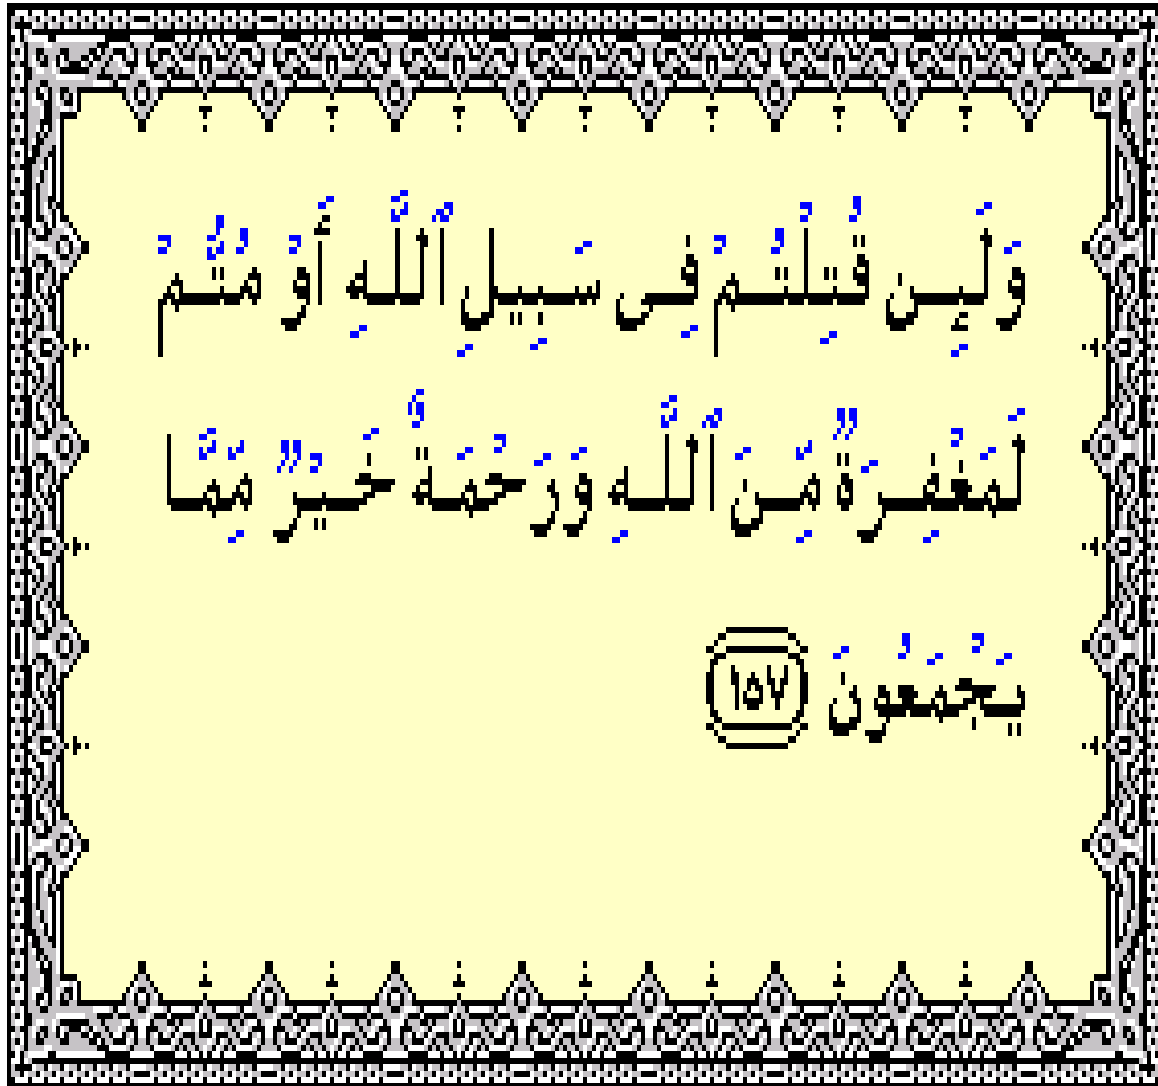 وَلَئِن قُتِلْتُمْ فِى سَبِيلِ ٱللَّهِ أَوْ مُتُّمْ
لَمَغْفِرَةٌ مِّنَ ٱللَّهِ وَرَحْمَةٌ خَيْرٌ مِّمَّا
يَجْمَعُونَ ١٥٧